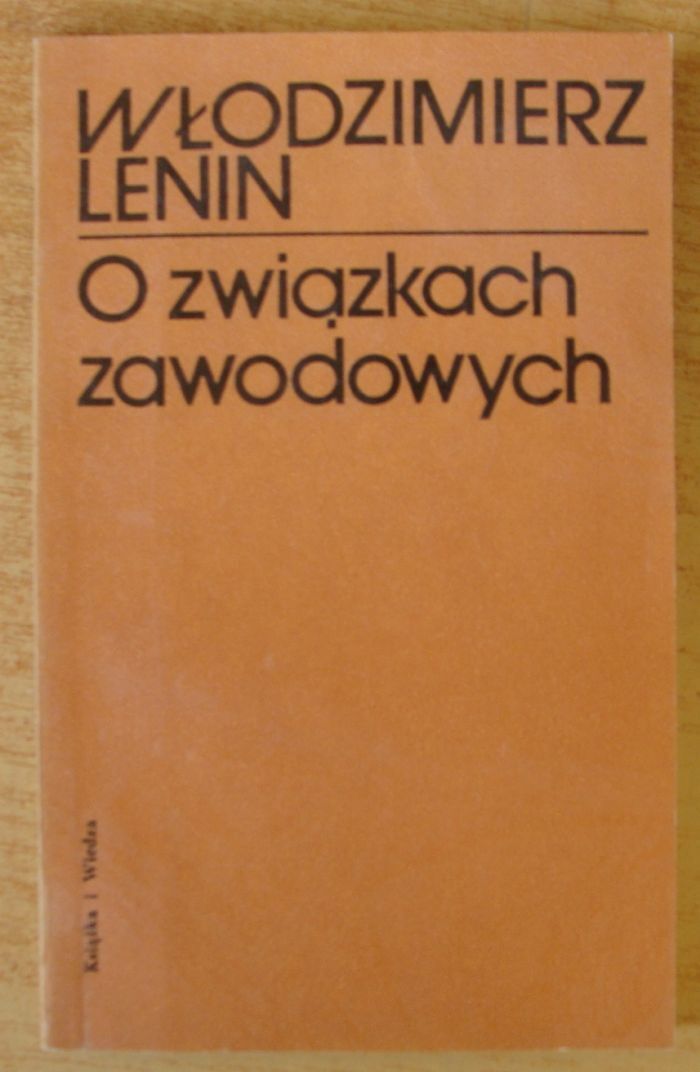 WŁODZIMIERZ
LENIN
O związkach
zawodowych
Książka i Wiedza